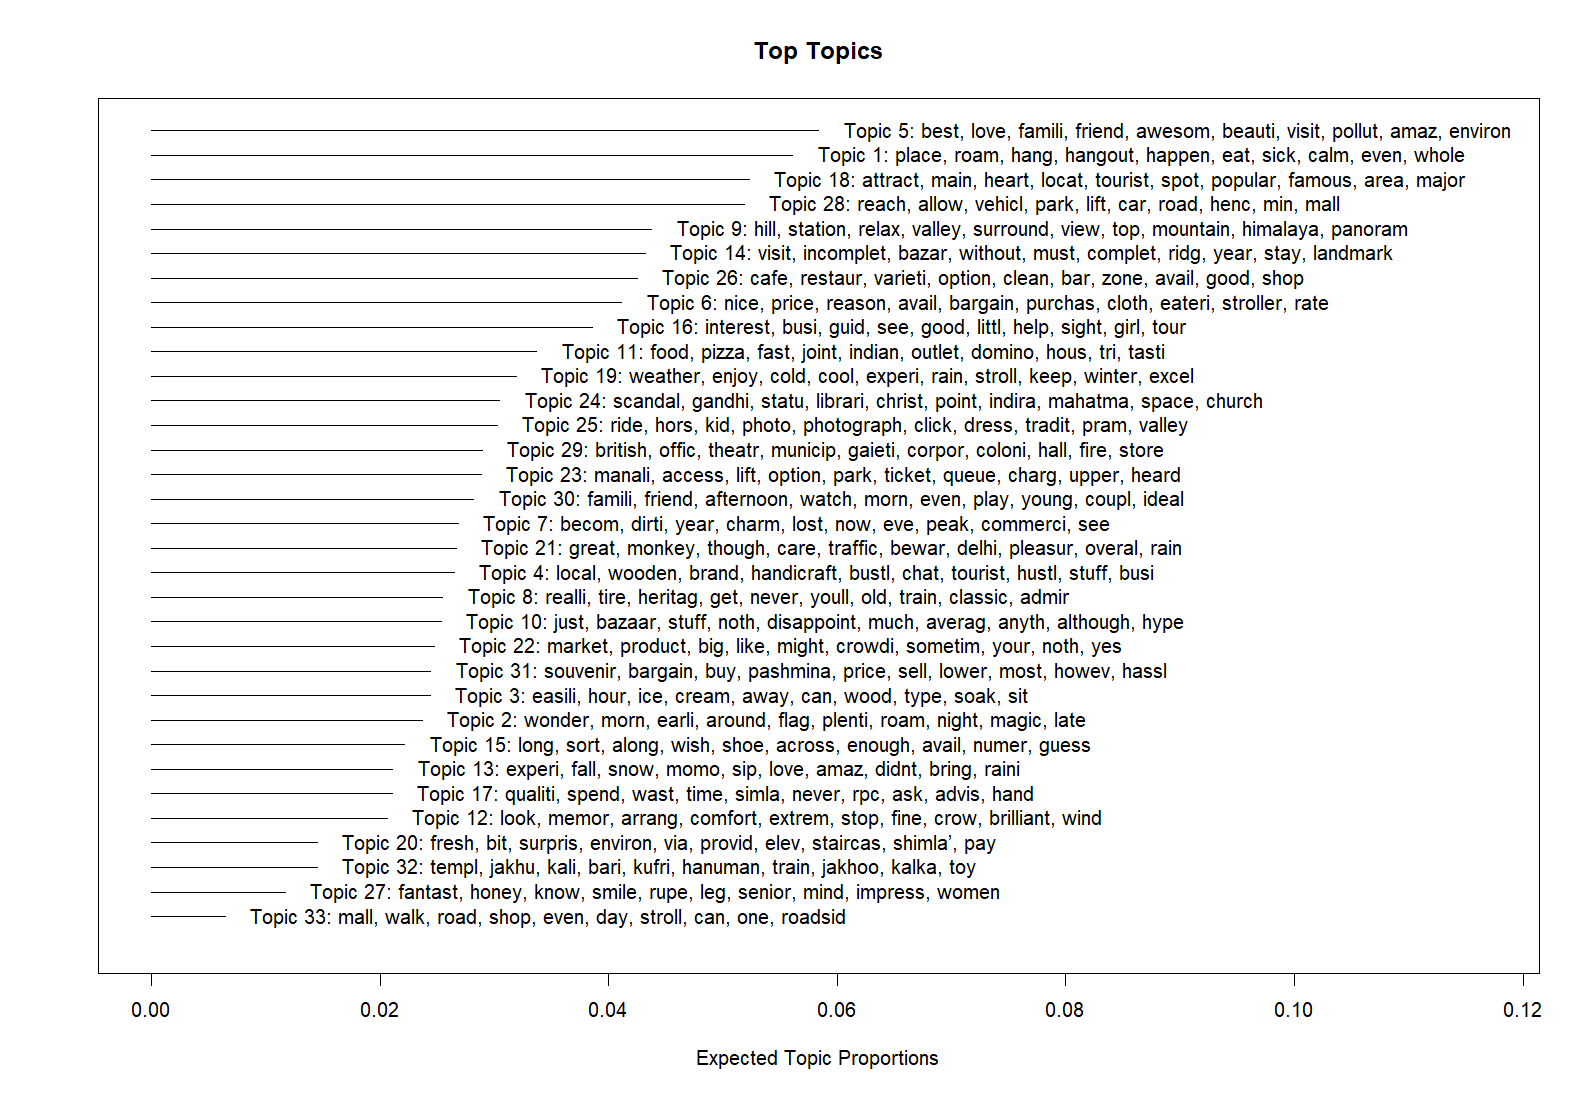 Top Topics
Topic 5: best, love, famili, friend, awesom, beauti, visit, pollut, amaz, environ
Topic 1: place, roam, hang, hangout, happen, eat, sick, calm, even, whole
Topic 18: attract, main, heart, locat, tourist, spot, popular, famous, area, major
Topic 28: reach, allow, vehicl, park, lift, car, road, henc, min, mall
Topic 9: hill, station, relax, valley, surround, view, top, mountain, himalaya, panoram
Topic 14: visit, incomplet, bazar, without, must, complet, ridg, year, stay, landmark
Topic 26: cafe, restaur, varieti, option, clean, bar, zone, avail, good, shop
Topic 6: nice, price, reason, avail, bargain, purchas, cloth, eateri, stroller, rate
Topic 16: interest, busi, guid, see, good, littl, help, sight, girl, tour
Topic 11: food, pizza, fast, joint, indian, outlet, domino, hous, tri, tasti
Topic 19: weather, enjoy, cold, cool, experi, rain, stroll, keep, winter, excel
Topic 24: scandal, gandhi, statu, librari, christ, point, indira, mahatma, space, church
Topic 25: ride, hors, kid, photo, photograph, click, dress, tradit, pram, valley
Topic 29: british, offic, theatr, municip, gaieti, corpor, coloni, hall, fire, store
Topic 23: manali, access, lift, option, park, ticket, queue, charg, upper, heard
Topic 30: famili, friend, afternoon, watch, morn, even, play, young, coupl, ideal
Topic 7: becom, dirti, year, charm, lost, now, eve, peak, commerci, see
Topic 21: great, monkey, though, care, traffic, bewar, delhi, pleasur, overal, rain
Topic 4: local, wooden, brand, handicraft, bustl, chat, tourist, hustl, stuff, busi
Topic 8: realli, tire, heritag, get, never, youll, old, train, classic, admir
Topic 10: just, bazaar, stuff, noth, disappoint, much, averag, anyth, although, hype
Topic 22: market, product, big, like, might, crowdi, sometim, your, noth, yes
Topic 31: souvenir, bargain, buy, pashmina, price, sell, lower, most, howev, hassl
Topic 3: easili, hour, ice, cream, away, can, wood, type, soak, sit
Topic 2: wonder, morn, earli, around, flag, plenti, roam, night, magic, late
Topic 15: long, sort, along, wish, shoe, across, enough, avail, numer, guess
Topic 13: experi, fall, snow, momo, sip, love, amaz, didnt, bring, raini
Topic 17: qualiti, spend, wast, time, simla, never, rpc, ask, advis, hand
Topic 12: look, memor, arrang, comfort, extrem, stop, fine, crow, brilliant, wind
Topic 20: fresh, bit, surpris, environ, via, provid, elev, staircas, shimla’, pay
Topic 32: templ, jakhu, kali, bari, kufri, hanuman, train, jakhoo, kalka, toy
Topic 27: fantast, honey, know, smile, rupe, leg, senior, mind, impress, women
Topic 33: mall, walk, road, shop, even, day, stroll, can, one, roadsid
0.00 0.02 0.04 0.06 0.08 0.10 0.12
Expected Topic Proportions